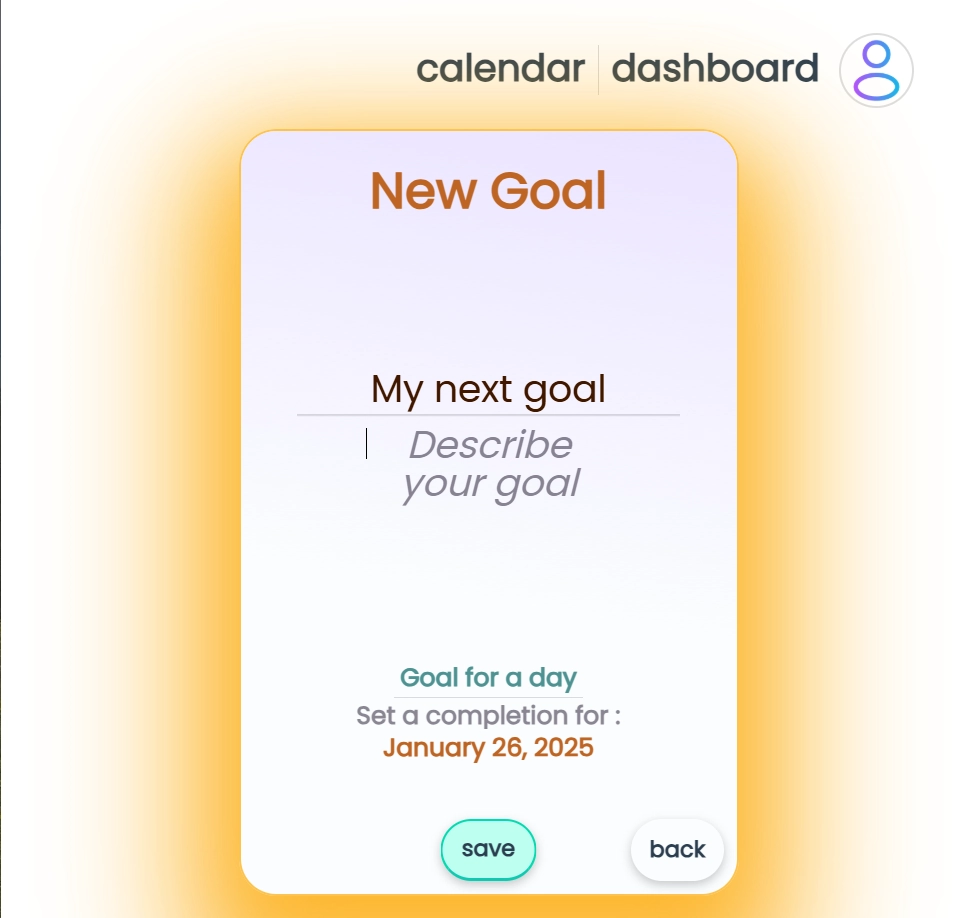 calendar dashboard
New Goal
My next goal
Describe
your goal
Goal for a day
Set a completion for :
January 26, 2025
save back